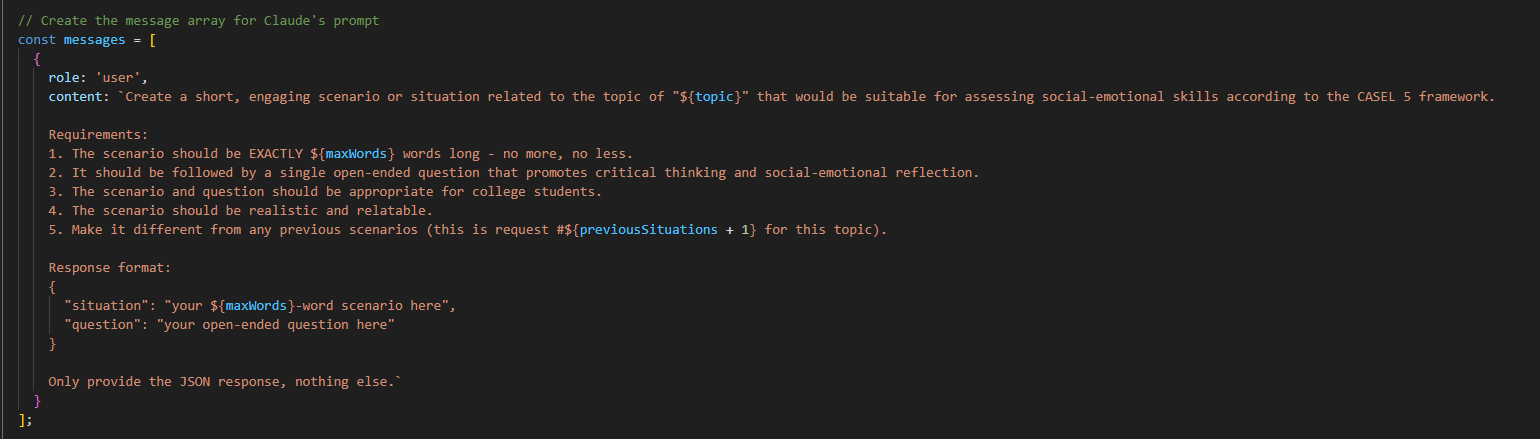 // Create the message array for Claude's prompt
const messages = [
{
role: 'user',
content: `Create a short, engaging scenario or situation related to the topic of "${topic}" that would be suitable for assessing social-emotional skills according to the CASEL 5 framework.
Requirements:
1. The scenario should be EXACTLY ${maxWords} words long - no more, no less.
2. It should be followed by a single open-ended question that promotes critical thinking and social-emotional reflection.
3. The scenario and question should be appropriate for college students.
4. The scenario should be realistic and relatable.
5. Make it different from any previous scenarios (this is request #${previousSituations + 1} for this topic).
Response format:
{
"situation": "your ${maxWords}-word scenario here",
"question": "your open-ended question here"
}
Only provide the JSON response, nothing else.`
}
];